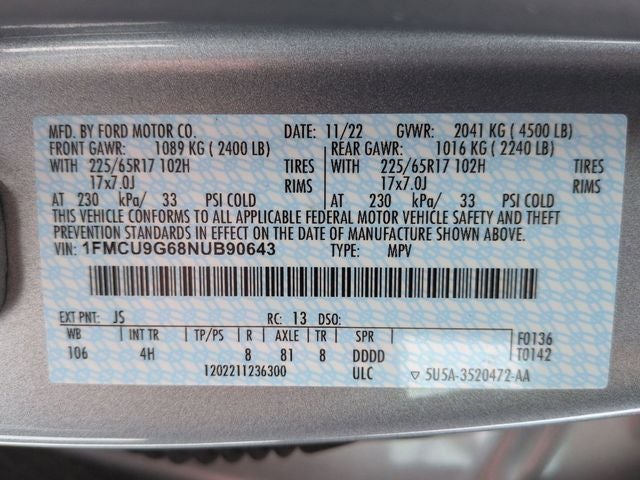 MFD. BY FORD MOTOR CO. DATE: 11/22 GVWR: 2041 KG ( 4500 LB)
FRONT GAWR: 1089 KG ( 2400 LB) REAR GAWR: 1016 KG ( 2240 LB)
WITH 225/65R17 102H TIRES WITH 225/65R17 102H TIRES
17x7.0J RIMS 17x7.0J RIMS
AT 230 kPa/ 33 PSI COLD AT 230 kPa/ 33 PSI COLD
THIS VEHICLE CONFORMS TO ALL APPLICABLE FEDERAL MOTOR VEHICLE SAFETY AND THEFT
PREVENTION STANDARDS IN EFFECT ON THE DATE OF MANUFACTURE SHOWN ABOVE.
VIN: 1FMCU9G68NUB90643 TYPE: MPV
EXT PNT: JS RC: 13 DSO:
WB INT TR TP/PS R AXLE TR SPR F0136
106 4H 8 81 8 DDDD T0142
1202211236300 ULC ▽ 5U5A-3520472-AA